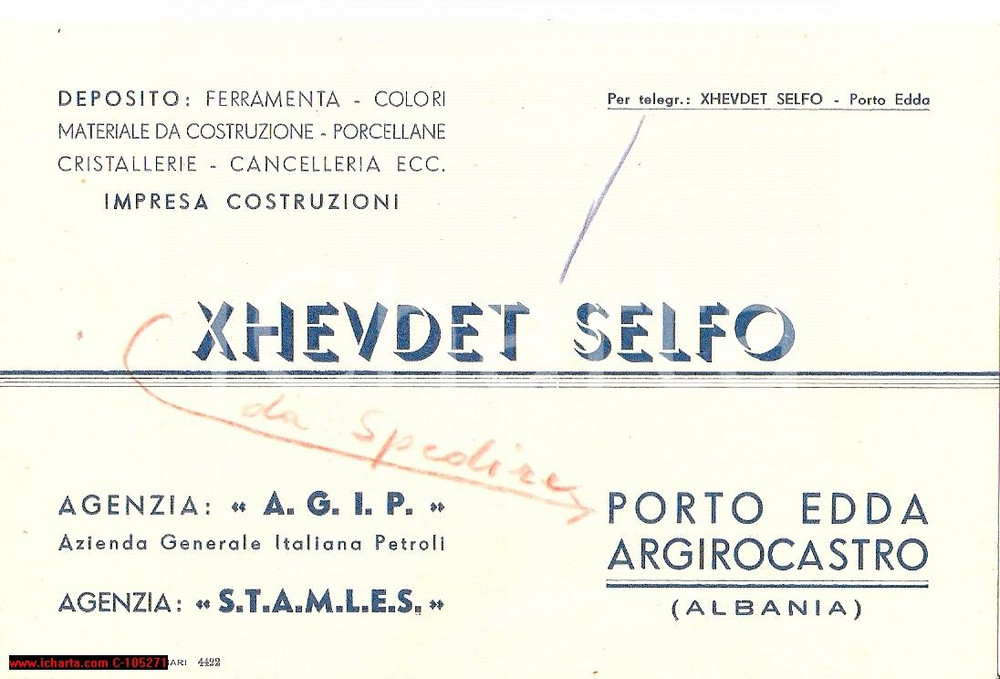 DEPOSITO: FERRAMENTA - COLORI
MATERIALE DA COSTRUZIONE - PORCELLANE
CRISTALLERIE - CANCELLERIA ECC.
IMPRESA COSTRUZIONI
Per telegr.: XHEVDET SELFO - Porto Edda
XHEVDET SELFO
da spedire
AGENZIA: « A. G. I. P. »
Azienda Generale Italiana Petroli
AGENZIA: « S.T.A.M.L.E.S. »
PORTO EDDA
ARGIROCASTRO
(ALBANIA)
www.icharta.com C-105271
ARI 4422